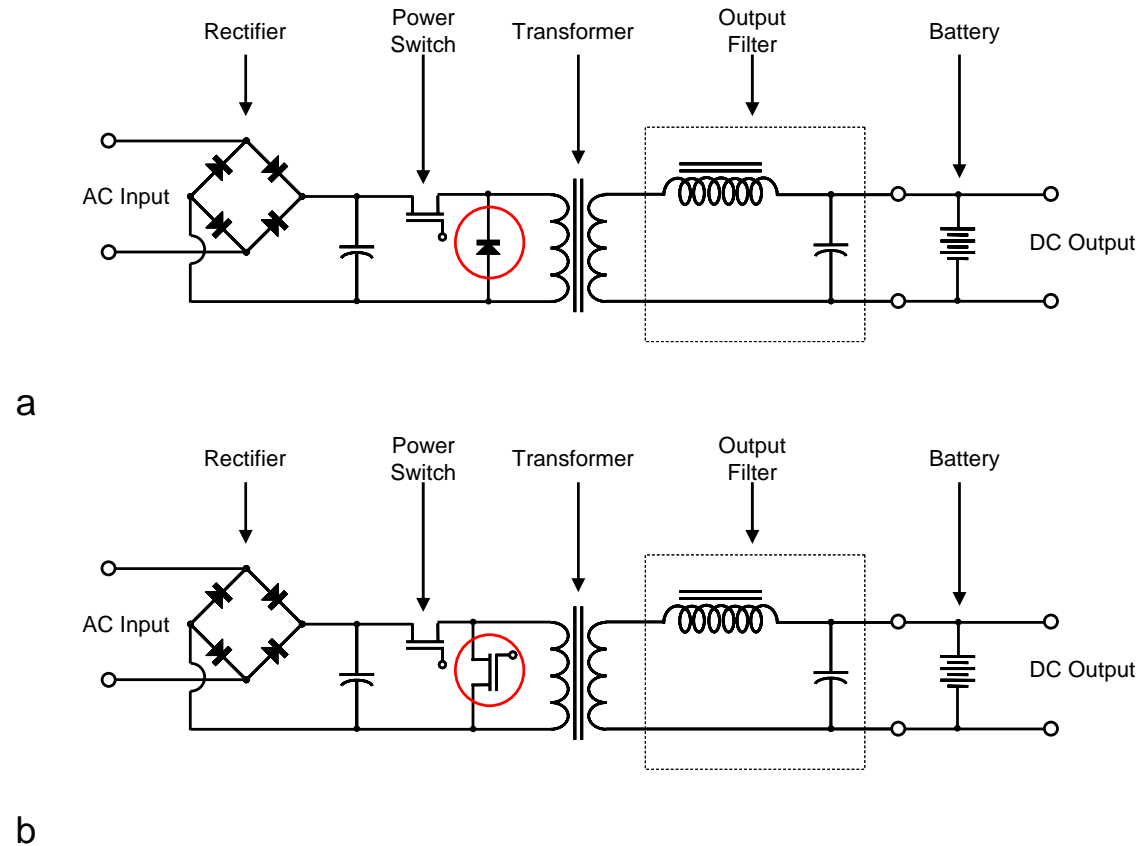 Rectifier
Power
Switch
Transformer
Output
Filter
Battery
AC Input
DC Output
a
Rectifier
Power
Switch
Transformer
Output
Filter
Battery
AC Input
DC Output
b